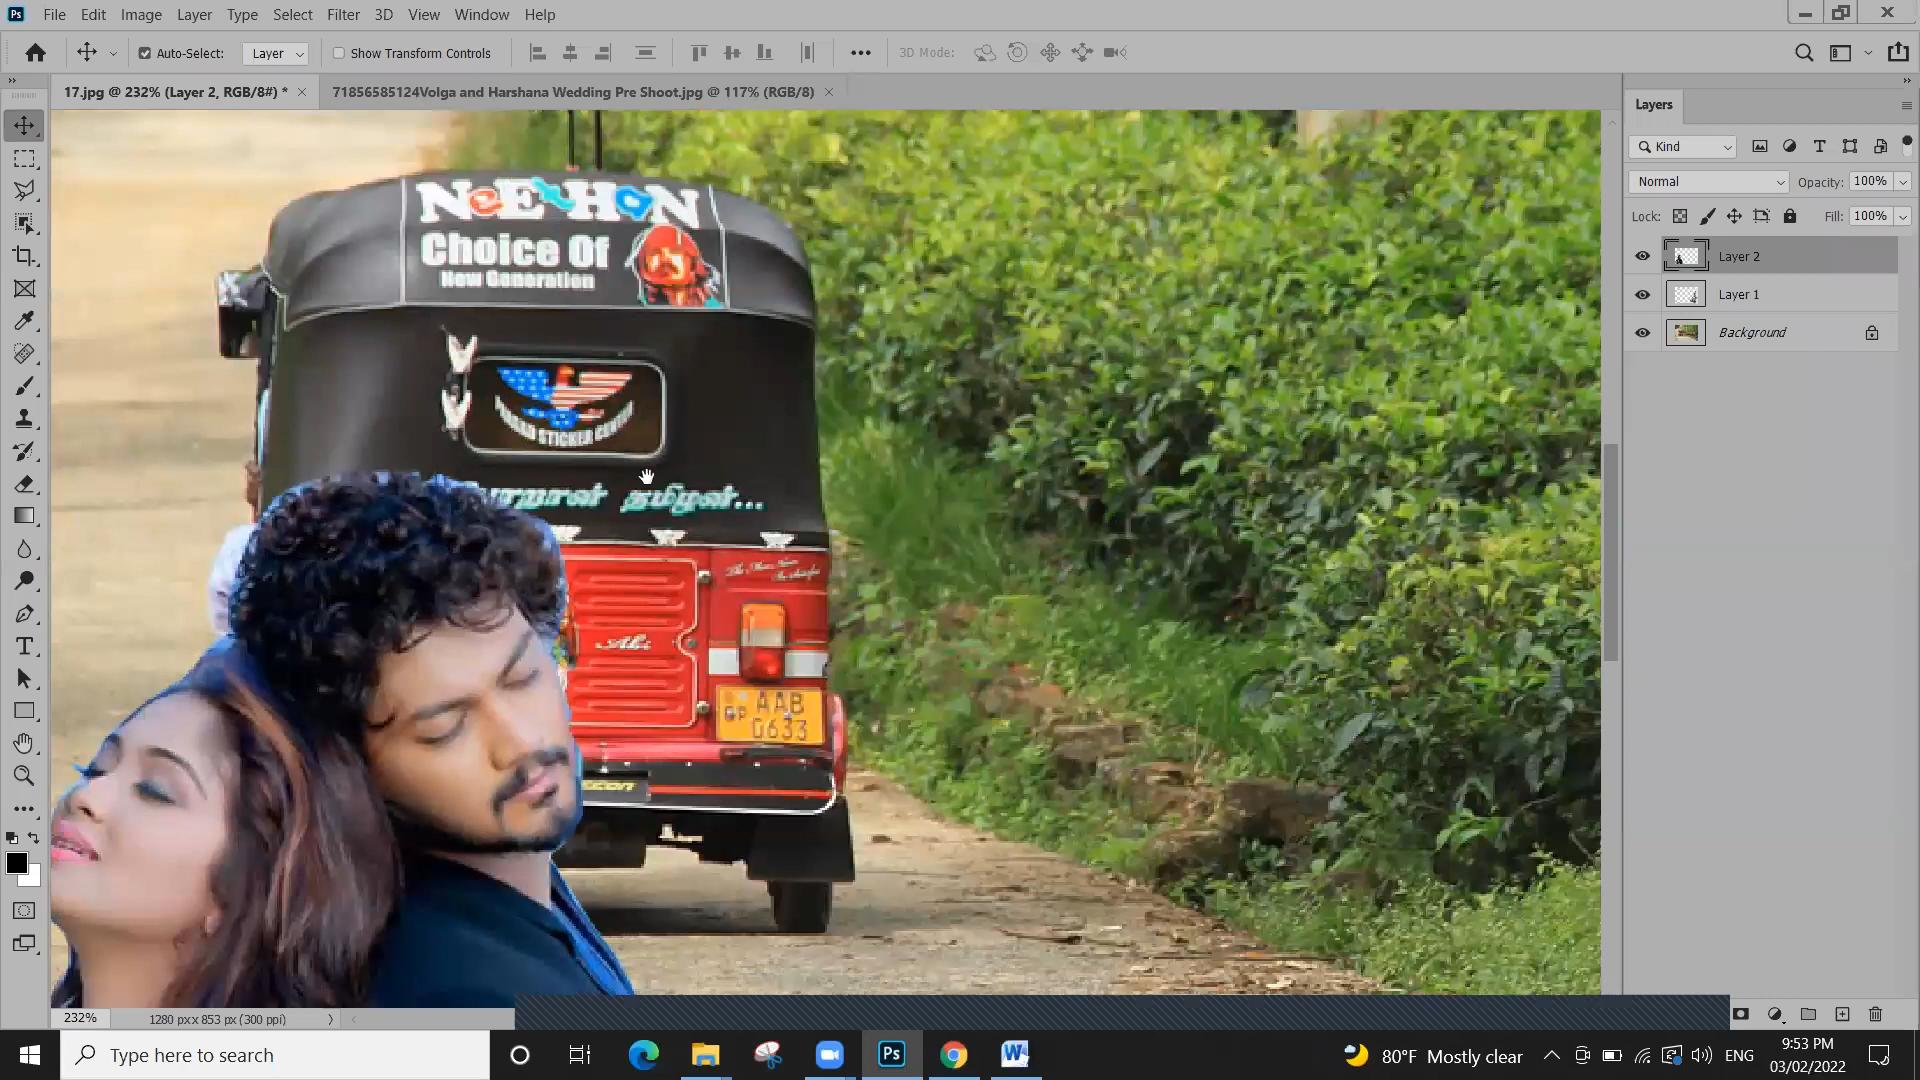 File Edit Image Layer Type Select Filter 3D View Window Help
Auto-Select: Layer Show Transform Controls 3D Mode:
17.jpg @ 232% (Layer 2, RGB/8#) * 71856585124Volga and Harshana Wedding Pre Shoot.jpg @ 117% (RGB/8)
Layers
Kind
Normal Opacity: 100%
Lock: Fill: 100%
Layer 2
Layer 1
Background
Choice Of
New Generation
தமிழன்...
AAB
0633
232% 1280 px x 853 px (300 ppi)
Type here to search
80°F Mostly clear ENG 9:53 PM
03/02/2022